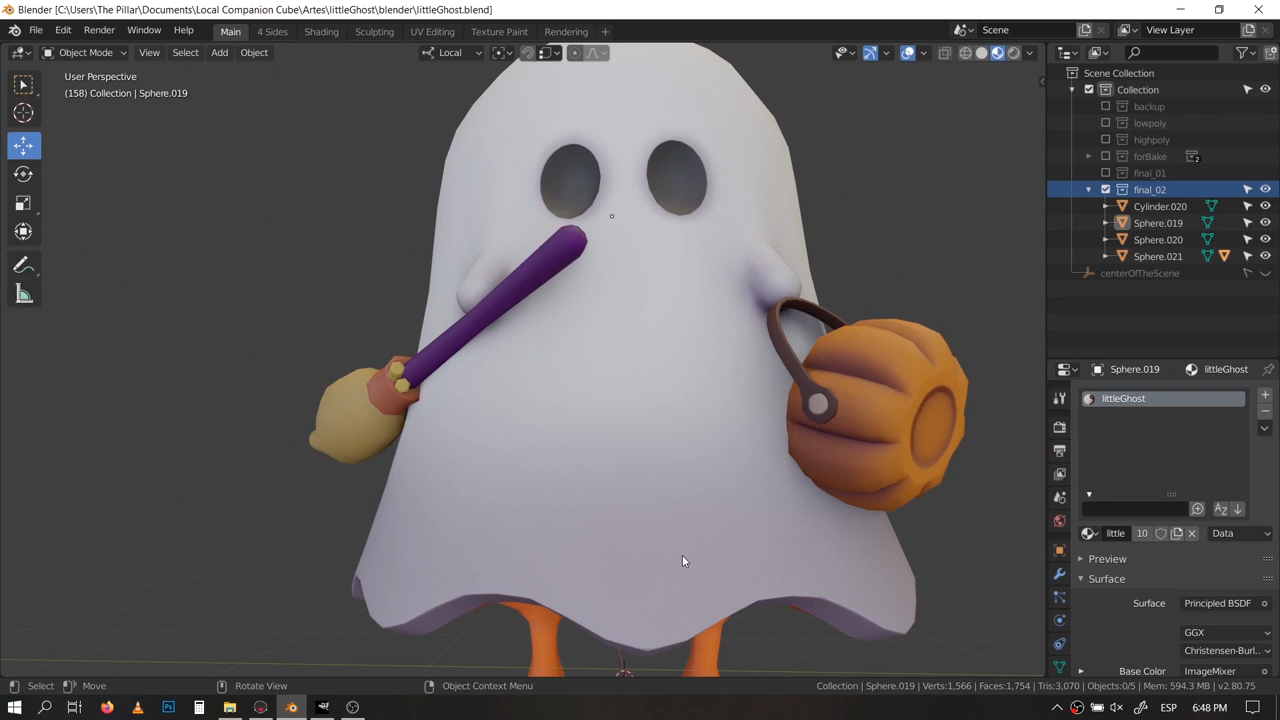 Blender [C:\Users\The Pillar\Documents\Local Companion Cube\Artes\littleGhost\blender\littleGhost.blend]
File Edit Render Window Help Main 4 Sides Shading Sculpting UV Editing Texture Paint Rendering + Scene View Layer
Object Mode View Select Add Object Local
User Perspective
(158) Collection | Sphere.019
Scene Collection
Collection
backup
lowpoly
highpoly
forBake 2
final_01
final_02
Cylinder.020
Sphere.019
Sphere.020
Sphere.021
centerOfTheScene
Sphere.019 littleGhost
littleGhost
little 10 Data
Preview
Surface
Surface Principled BSDF
GGX
Christensen-Burl..
Base Color ImageMixer
Select Move Rotate View Object Context Menu Collection | Sphere.019 | Verts:1,566 | Faces:1,754 | Tris:3,070 | Objects:0/5 | Mem: 594.3 MB | v2.80.75
ESP 6:48 PM